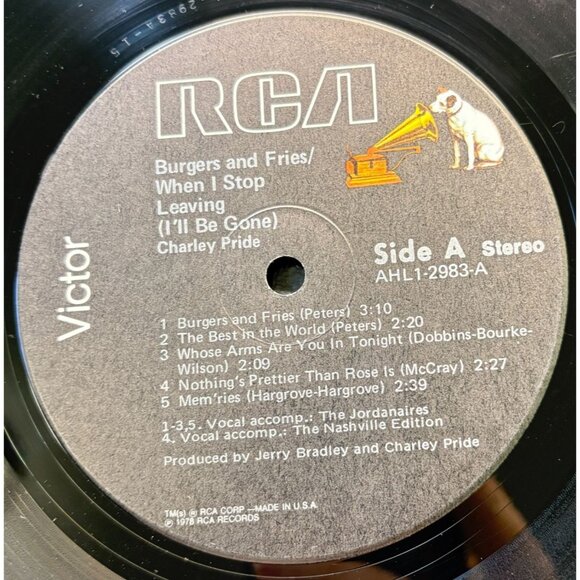 RCA
Burgers and Fries/
When I Stop
Leaving
(I'll Be Gone)
Charley Pride
Victor
Side A Stereo
AHL1-2983-A
1 Burgers and Fries (Peters) 3:10
2 The Best in the World (Peters) 2:20
3 Whose Arms Are You In Tonight (Dobbins-Bourke-
Wilson) 2:09
4 Nothing's Prettier Than Rose Is (McCray) 2:27
5 Mem'ries (Hargrove-Hargrove) 2:39
1-3,5. Vocal accomp.: The Jordanaires
4. Vocal accomp.: The Nashville Edition
Produced by Jerry Bradley and Charley Pride
TM(s) ® RCA CORP—MADE IN U.S.A.
℗ 1978 RCA RECORDS